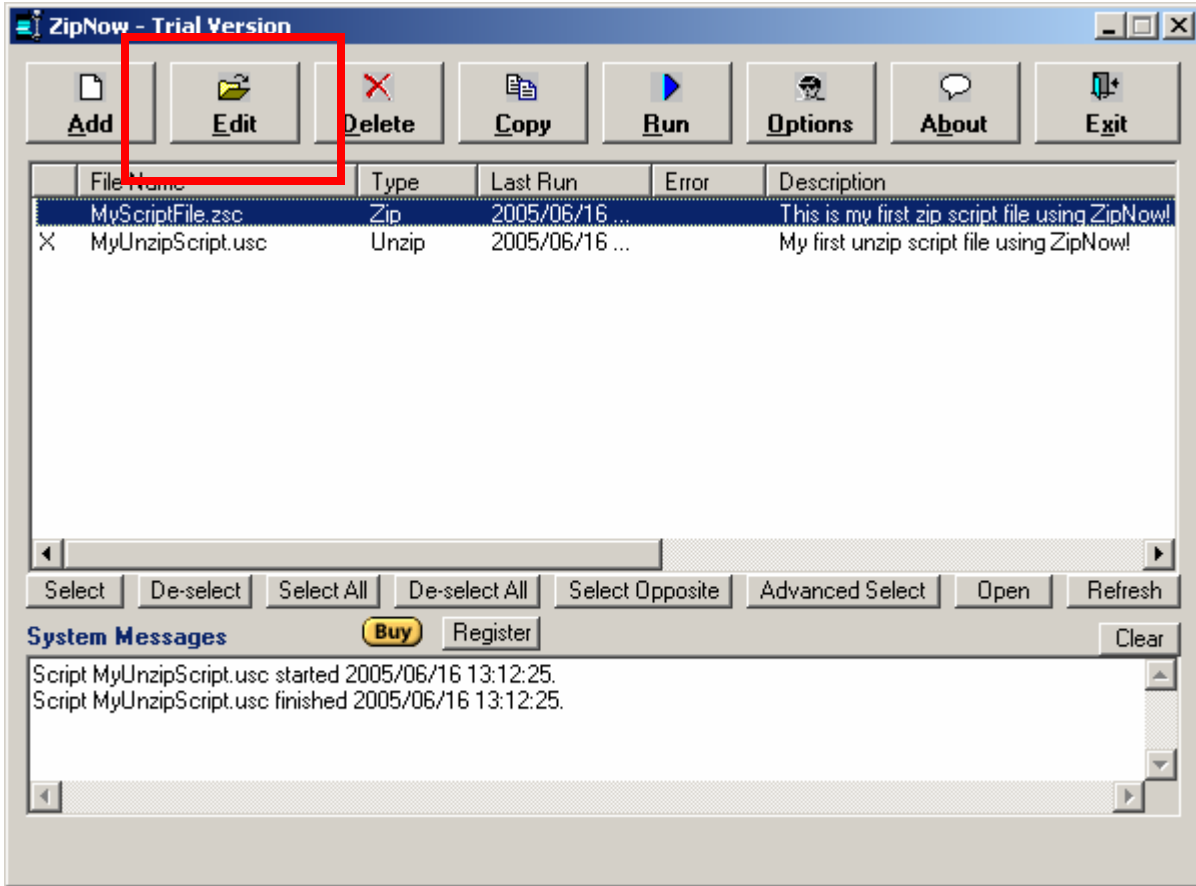 ZipNow - Trial Version
Add Edit Delete Copy Run Options About Exit
File Name Type Last Run Error Description
MyScriptFile.zsc Zip 2005/06/16 ... This is my first zip script file using ZipNow!
X MyUnzipScript.usc Unzip 2005/06/16 ... My first unzip script file using ZipNow!
Select De-select Select All De-select All Select Opposite Advanced Select Open Refresh
System Messages Buy Register Clear
Script MyUnzipScript.usc started 2005/06/16 13:12:25.
Script MyUnzipScript.usc finished 2005/06/16 13:12:25.